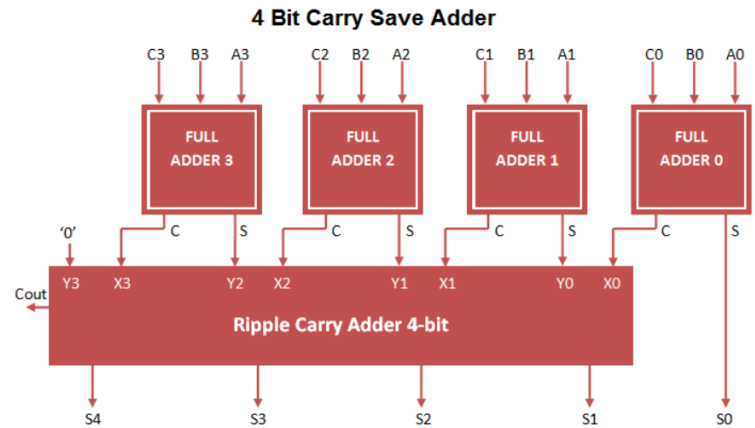 4 Bit Carry Save Adder
C3 B3 A3 C2 B2 A2 C1 B1 A1 C0 B0 A0
FULL
ADDER 3
FULL
ADDER 2
FULL
ADDER 1
FULL
ADDER 0
‘0’ C S C S C S C S
Y3 X3 Y2 X2 Y1 X1 Y0 X0
Cout
Ripple Carry Adder 4-bit
S4 S3 S2 S1 S0